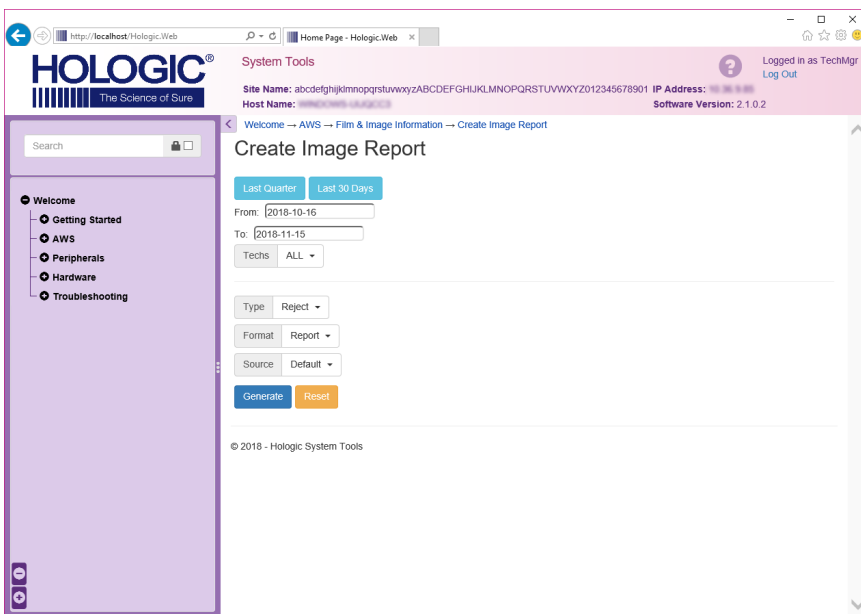 http://localhost/Hologic.Web
Home Page - Hologic.Web
HOLOGIC®
The Science of Sure
System Tools
Logged in as TechMgr
Log Out
Site Name: abcdefghijklmnopqrstuvwxyzABCDEFGHIJKLMNOPQRSTUVWXYZ012345678901 IP Address:
Host Name:
Software Version: 2.1.0.2
Search
Welcome
Getting Started
AWS
Peripherals
Hardware
Troubleshooting
Welcome → AWS → Film & Image Information → Create Image Report
Create Image Report
Last Quarter Last 30 Days
From: 2018-10-16
To: 2018-11-15
Techs ALL
Type Reject
Format Report
Source Default
Generate Reset
© 2018 - Hologic System Tools